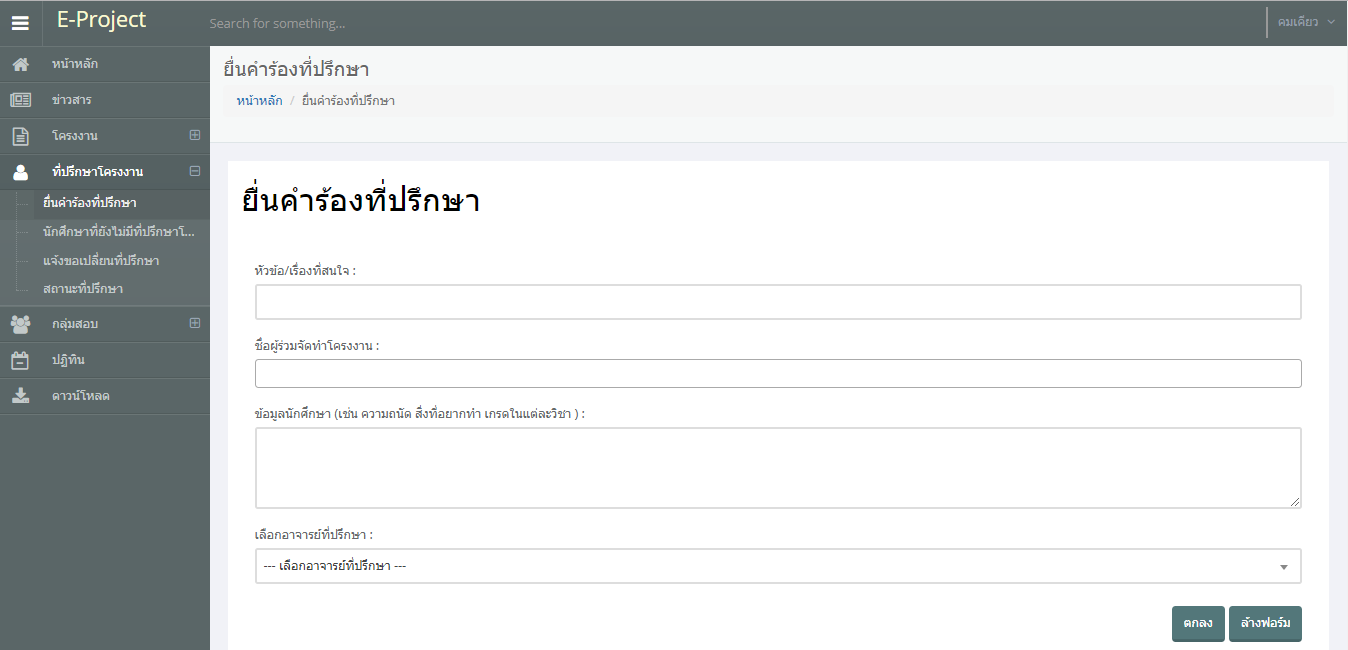 E-Project
Search for something...
คมเคียว
หน้าหลัก
ข่าวสาร
โครงงาน
ที่ปรึกษาโครงงาน
ยื่นคำร้องที่ปรึกษา
นักศึกษาที่ยังไม่มีที่ปรึกษาโ...
แจ้งขอเปลี่ยนที่ปรึกษา
สถานะที่ปรึกษา
กลุ่มสอบ
ปฏิทิน
ดาวน์โหลด
ยื่นคำร้องที่ปรึกษา
หน้าหลัก / ยื่นคำร้องที่ปรึกษา
ยื่นคำร้องที่ปรึกษา
หัวข้อ/เรื่องที่สนใจ :
ชื่อผู้ร่วมจัดทำโครงงาน :
ข้อมูลนักศึกษา (เช่น ความถนัด สิ่งที่อยากทำ เกรดในแต่ละวิชา ) :
เลือกอาจารย์ที่ปรึกษา :
--- เลือกอาจารย์ที่ปรึกษา ---
ตกลง ล้างฟอร์ม